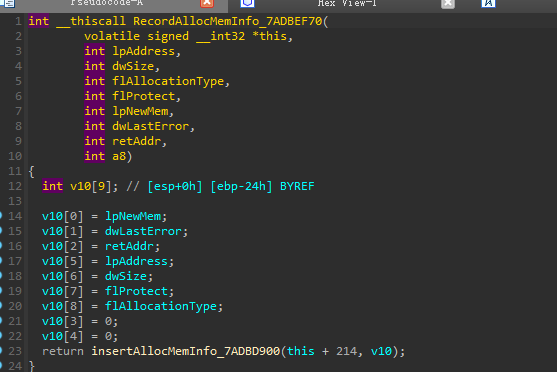 Pseudocode-A Hex View-1 A
1 int __thiscall RecordAllocMemInfo_7ADBEF70(
2 volatile signed __int32 *this,
3 int lpAddress,
4 int dwSize,
5 int flAllocationType,
6 int flProtect,
7 int lpNewMem,
8 int dwLastError,
9 int retAddr,
10 int a8)
11 {
12 int v10[9]; // [esp+0h] [ebp-24h] BYREF
13
14 v10[0] = lpNewMem;
15 v10[1] = dwLastError;
16 v10[2] = retAddr;
17 v10[5] = lpAddress;
18 v10[6] = dwSize;
19 v10[7] = flProtect;
20 v10[8] = flAllocationType;
21 v10[3] = 0;
22 v10[4] = 0;
23 return insertAllocMemInfo_7ADBD900(this + 214, v10);
24 }